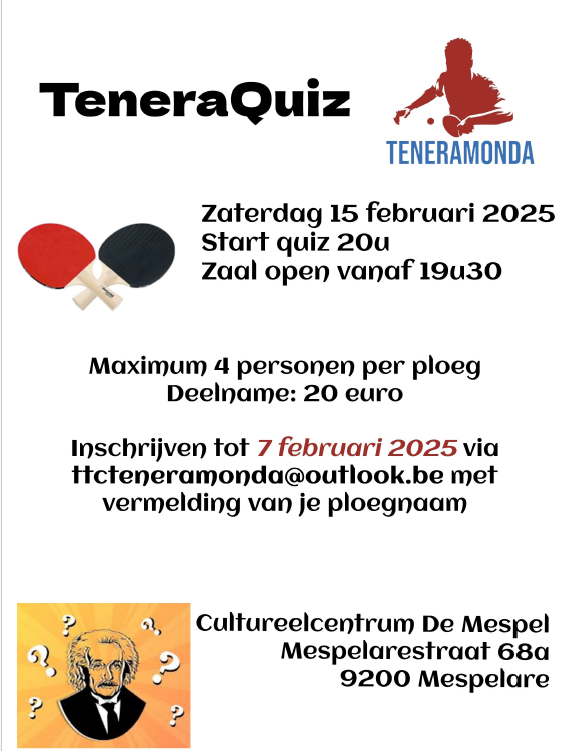 TeneraQuiz
TENERAMONDA
Zaterdag 15 februari 2025
Start quiz 20u
Zaal open vanaf 19u30
Maximum 4 personen per ploeg
Deelname: 20 euro
Inschrijven tot 7 februari 2025 via
ttcteneramonda@outlook.be met
vermelding van je ploegnaam
? ? ? ? ? ?
Cultureelcentrum De Mespel
Mespelarestraat 68a
9200 Mespelare